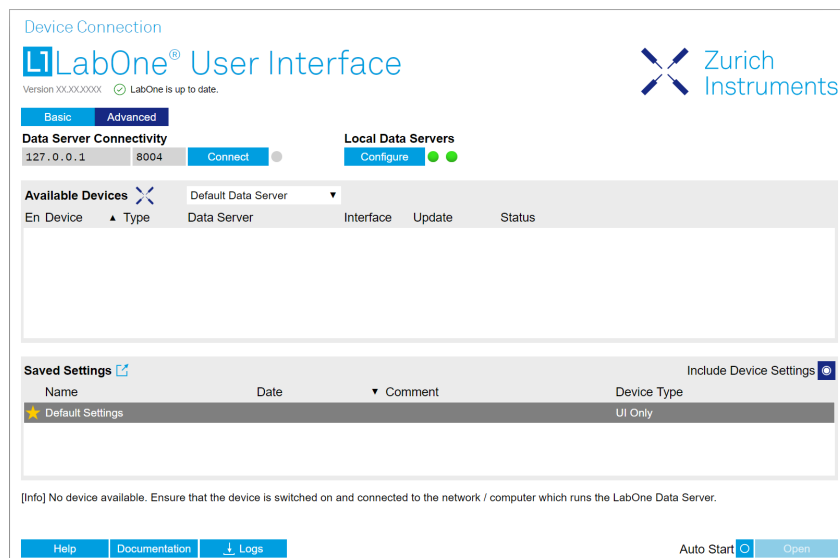 Device Connection
L1 LabOne® User Interface
Zurich
Instruments
Version XX.XX.XXXX LabOne is up to date.
Basic Advanced
Data Server Connectivity Local Data Servers
127.0.0.1 8004 Connect Configure
Available Devices Default Data Server ▼
En Device ▲ Type Data Server Interface Update Status
Saved Settings Include Device Settings
Name Date ▼ Comment Device Type
Default Settings UI Only
[Info] No device available. Ensure that the device is switched on and connected to the network / computer which runs the LabOne Data Server.
Help Documentation Logs Auto Start Open